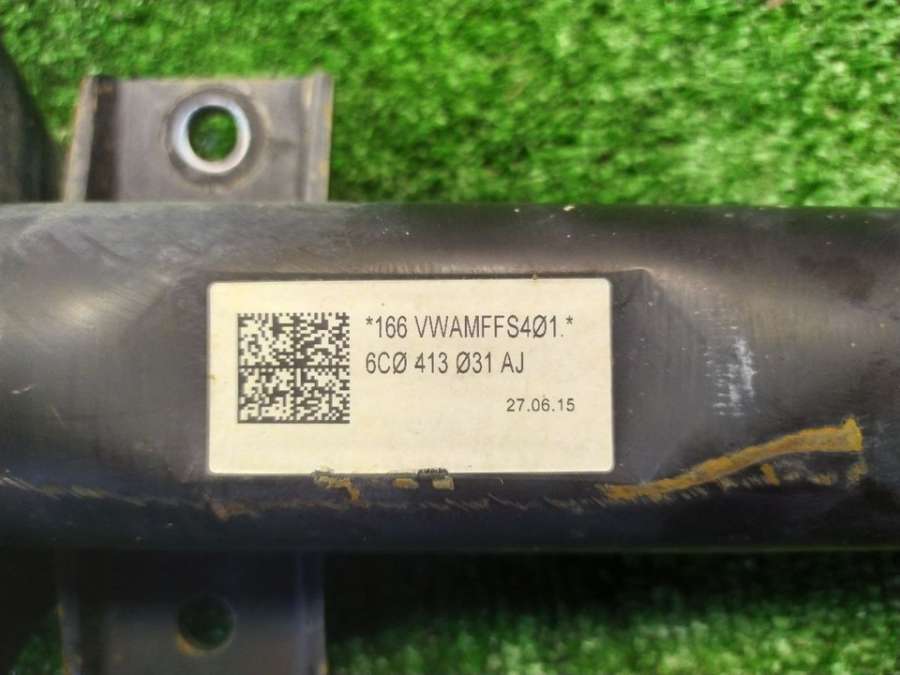 *166 VWAMFFS4Ø1.*
6CØ 413 Ø31 AJ
27.06.15